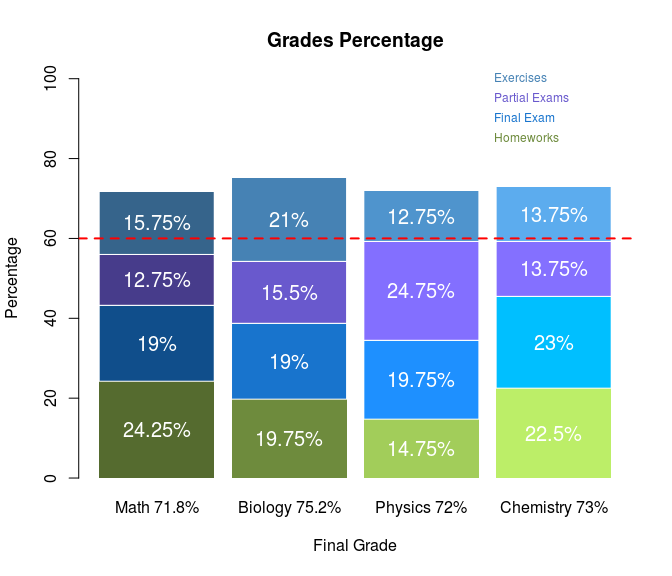 Grades Percentage
Exercises
Partial Exams
Final Exam
Homeworks
Percentage
100
80
60
40
20
0
15.75%
12.75%
19%
24.25%
21%
15.5%
19%
19.75%
12.75%
24.75%
19.75%
14.75%
13.75%
13.75%
23%
22.5%
Math 71.8%
Biology 75.2%
Physics 72%
Chemistry 73%
Final Grade